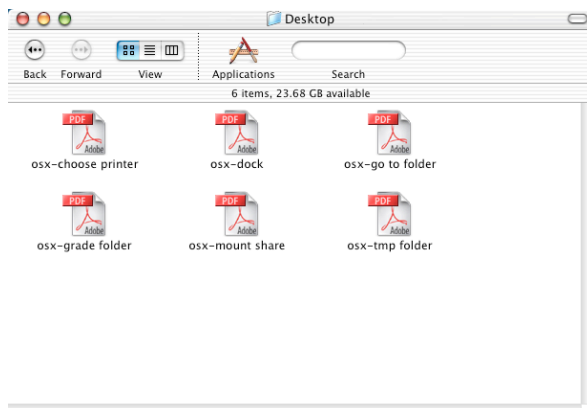 Desktop
Back Forward View Applications Search
6 items, 23.68 GB available
PDF PDF PDF
Adobe Adobe Adobe
osx-choose printer osx-dock osx-go to folder
PDF PDF PDF
Adobe Adobe Adobe
osx-grade folder osx-mount share osx-tmp folder